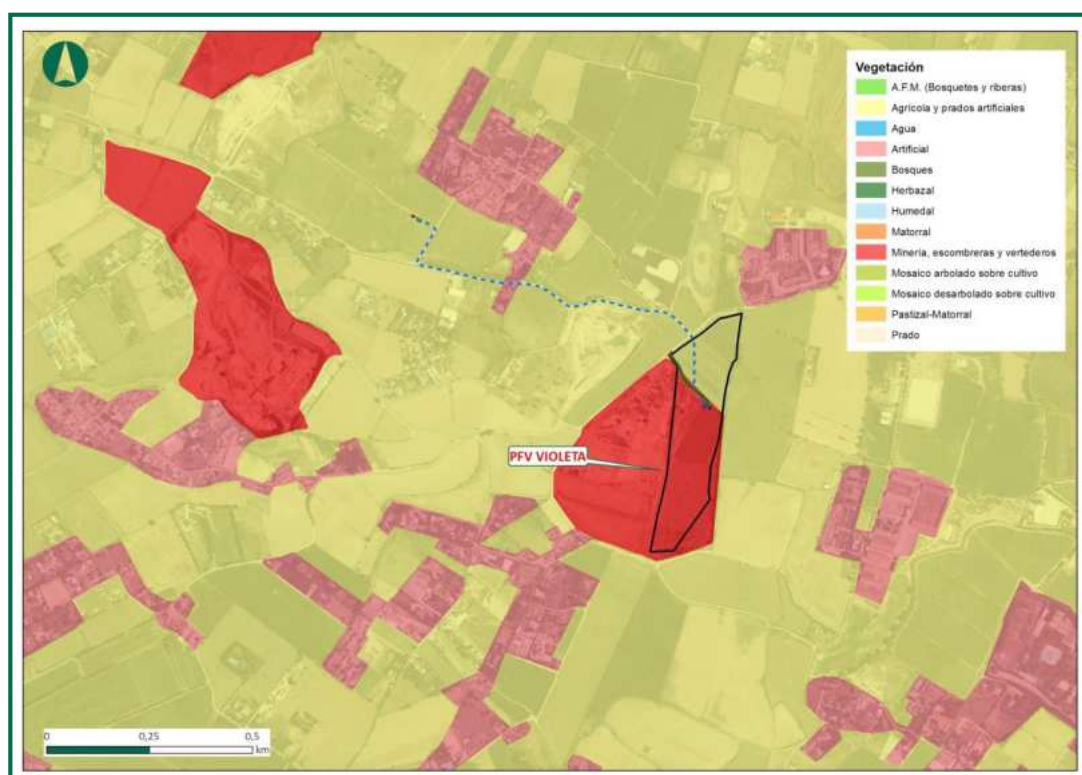 Vegetación
A.F.M. (Bosquetes y riberas)
Agrícola y prados artificiales
Agua
Artificial
Bosques
Herbazal
Humedal
Matorral
Minería, escombreras y vertederos
Mosaico arbolado sobre cultivo
Mosaico desarbolado sobre cultivo
Pastizal-Matorral
Prado
PFV VIOLETA
0 0,25 0,5
km